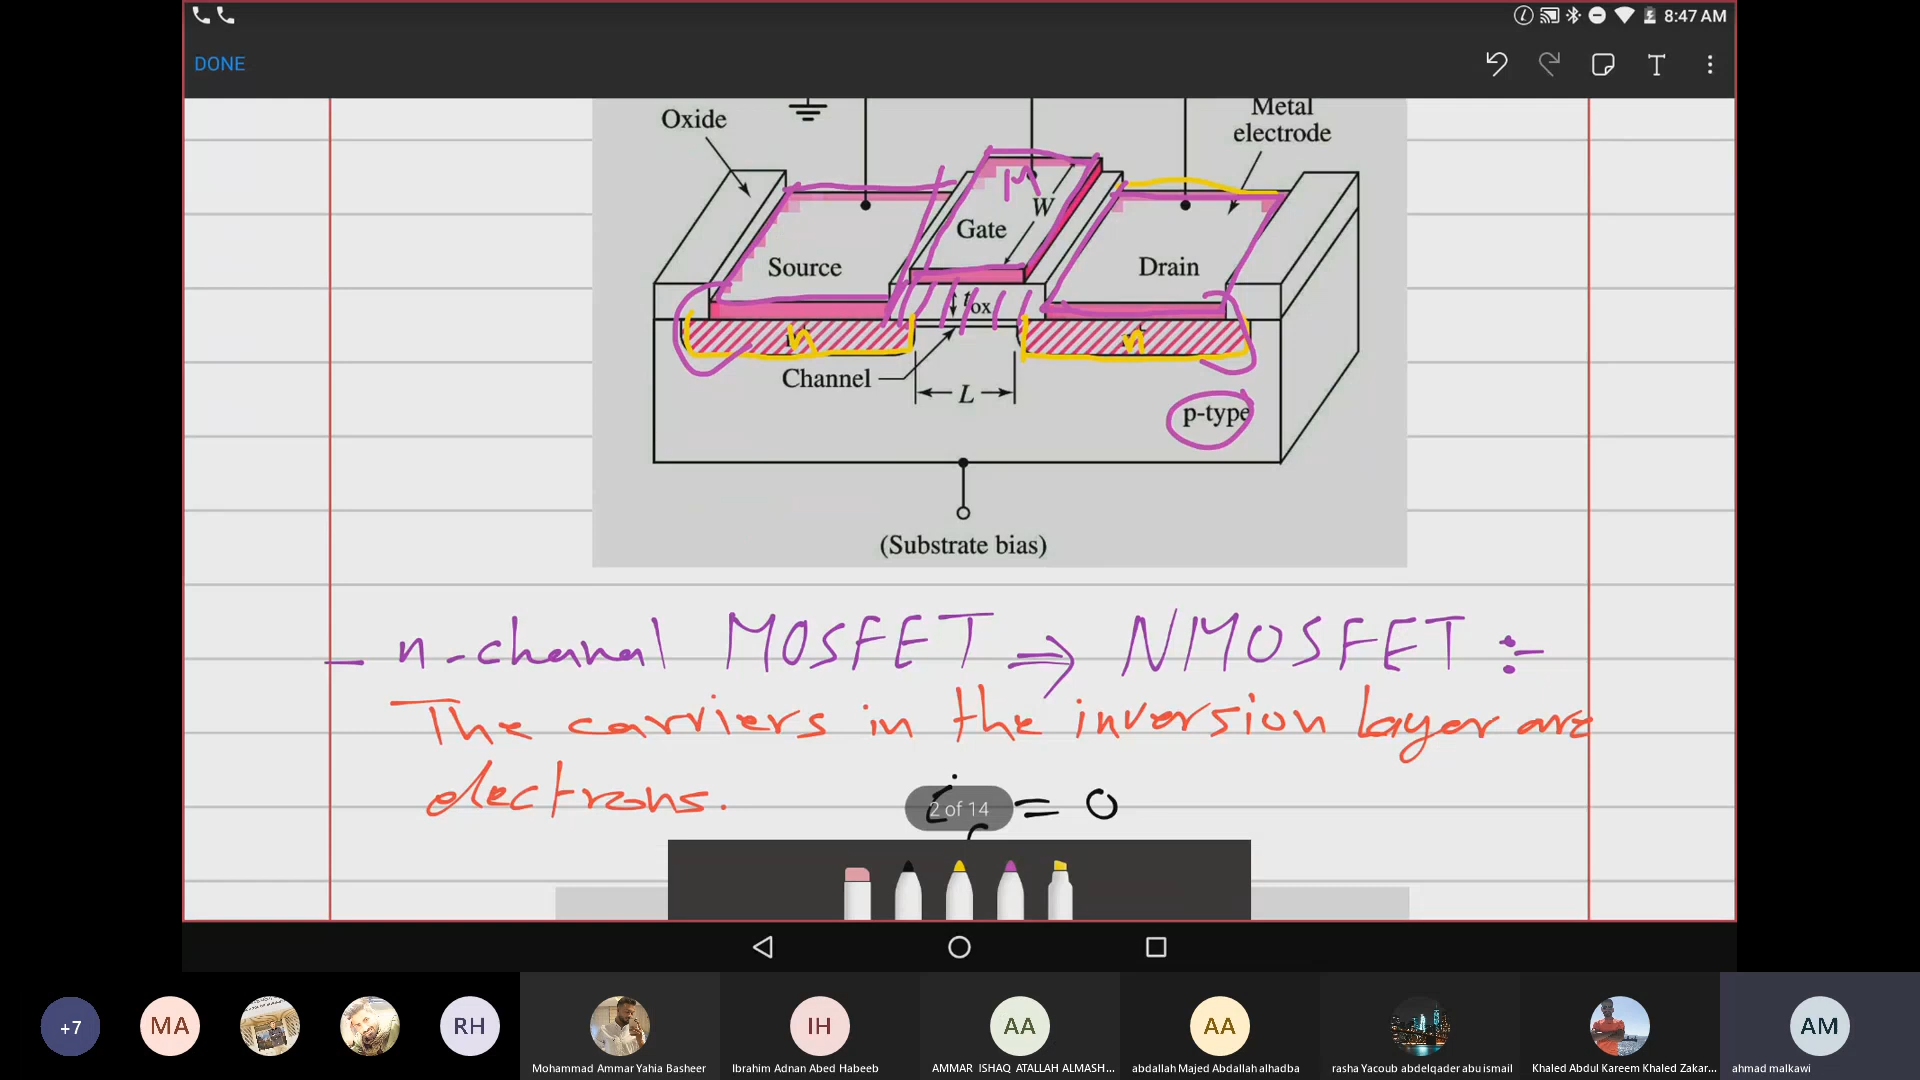 8:47 AM
DONE
Oxide
Metal
electrode
W
Gate
Source
Drain
tox
n
n
Channel
L
p-type
(Substrate bias)
- n-chanal MOSFET ⇒ NMOSFET :-
The carriers in the inversion layer are
electrons.
i = 0
2 of 14
+7
MA
RH
IH
AA
AA
AM
Mohammad Ammar Yahia Basheer
Ibrahim Adnan Abed Habeeb
AMMAR ISHAQ ATALLAH ALMASH...
abdallah Majed Abdallah alhadba
rasha Yacoub abdelqader abu ismail
Khaled Abdul Kareem Khaled Zakar...
ahmad malkawi